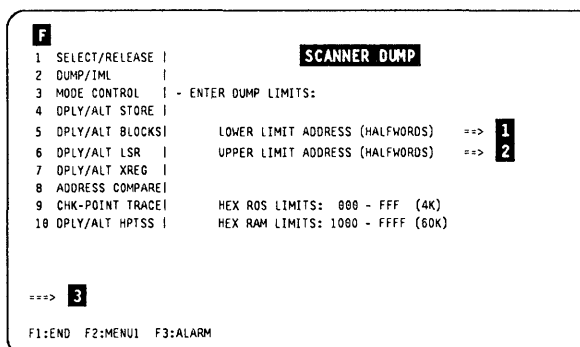 F
1 SELECT/RELEASE | SCANNER DUMP
2 DUMP/IML |
3 MODE CONTROL | - ENTER DUMP LIMITS:
4 DPLY/ALT STORE |
5 DPLY/ALT BLOCKS| LOWER LIMIT ADDRESS (HALFWORDS) ==> 1
6 DPLY/ALT LSR | UPPER LIMIT ADDRESS (HALFWORDS) ==> 2
7 DPLY/ALT XREG |
8 ADDRESS COMPARE|
9 CHK-POINT TRACE| HEX ROS LIMITS: 000 - FFF (4K)
10 DPLY/ALT HPTSS | HEX RAM LIMITS: 1000 - FFFF (60K)
===> 3
F1:END F2:MENU1 F3:ALARM